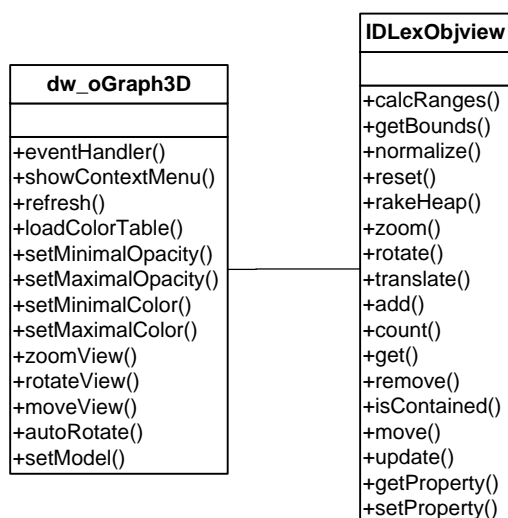 dw_oGraph3D
+eventHandler()
+showContextMenu()
+refresh()
+loadColorTable()
+setMinimalOpacity()
+setMaximalOpacity()
+setMinimalColor()
+setMaximalColor()
+zoomView()
+rotateView()
+moveView()
+autoRotate()
+setModel()
IDLexObjview
+calcRanges()
+getBounds()
+normalize()
+reset()
+rakeHeap()
+zoom()
+rotate()
+translate()
+add()
+count()
+get()
+remove()
+isContained()
+move()
+update()
+getProperty()
+setProperty()